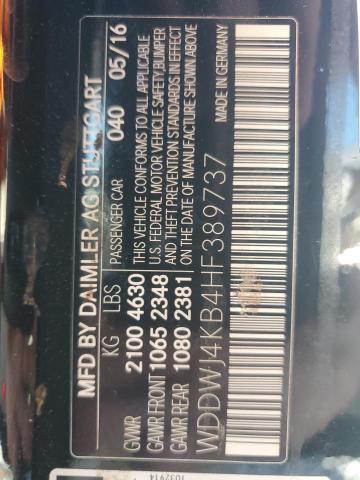 MFD BY DAIMLER AG STUTTGART
KG LBS PASSENGER CAR 040 05/16
GVWR 2100 4630 THIS VEHICLE CONFORMS TO ALL APPLICABLE
GAWR FRONT 1065 2348 U.S. FEDERAL MOTOR VEHICLE SAFETY, BUMPER
GAWR REAR 1080 2381 AND THEFT PREVENTION STANDARDS IN EFFECT
ON THE DATE OF MANUFACTURE SHOWN ABOVE
WDDWJ4KB4HF389737 MADE IN GERMANY
1032914